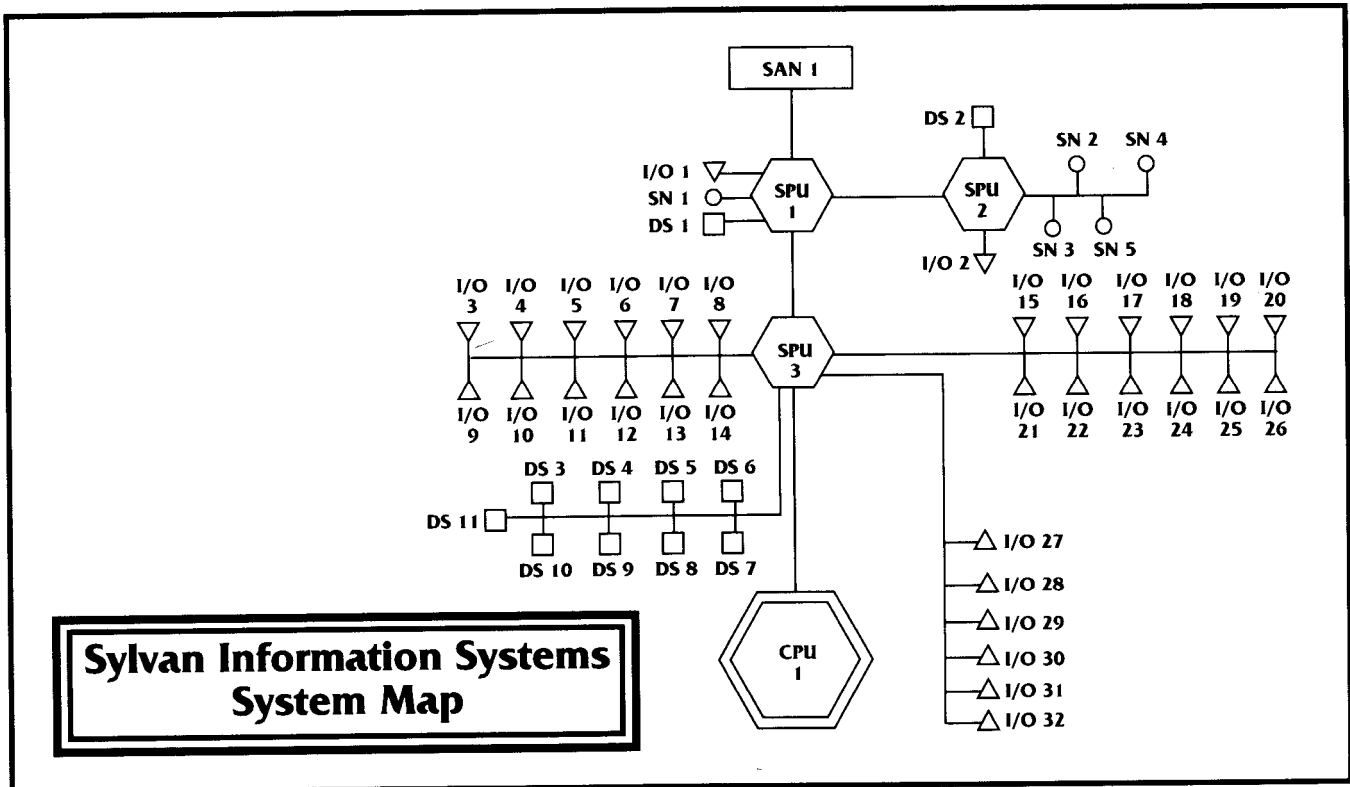 SAN 1
DS 2
SN 2
SN 4
I/O 1
SN 1
DS 1
SPU
1
SPU
2
SN 3
SN 5
I/O 2
I/O I/O I/O I/O I/O I/O
3 4 5 6 7 8
I/O I/O I/O I/O I/O I/O
15 16 17 18 19 20
SPU
3
I/O I/O I/O I/O I/O I/O
9 10 11 12 13 14
I/O I/O I/O I/O I/O I/O
21 22 23 24 25 26
DS 3 DS 4 DS 5 DS 6
DS 11
DS 10 DS 9 DS 8 DS 7
I/O 27
I/O 28
I/O 29
I/O 30
I/O 31
I/O 32
CPU
1
Sylvan Information Systems
System Map